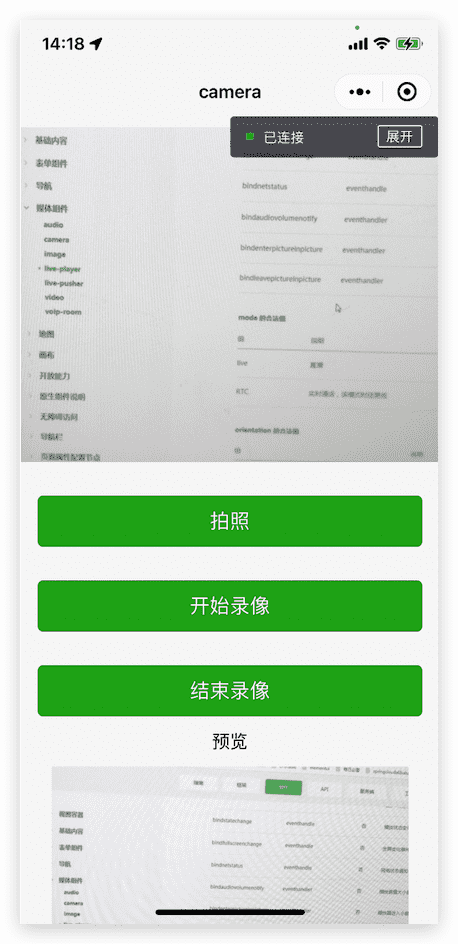 14:18
camera
已连接
展开
基础内容
表单组件
导航
bindnetstatus eventhandle
媒体组件
audio
bindaudiovolumenotify eventhandler
camera
image
bindenterpictureinpicture eventhandler
live-player
bindleavepictureinpicture eventhandler
live-pusher
video
voip-room
mode 的合法值
地图
值 说明
画布
live 直播
开放能力
RTC 实时通话，该模式时延更低
原生组件说明
无障碍访问
orientation 的合法值
导航栏
值 说明
页面属性配置节点
拍照
开始录像
结束录像
预览
API
视图容器
bindstatechange eventhandle 否
基础内容
bindfullscreenchange eventhandle 否
表单组件
bindnetstatus eventhandle 否
导航
媒体组件
bindaudiovolumenotify eventhandler 否
audio
camera
image